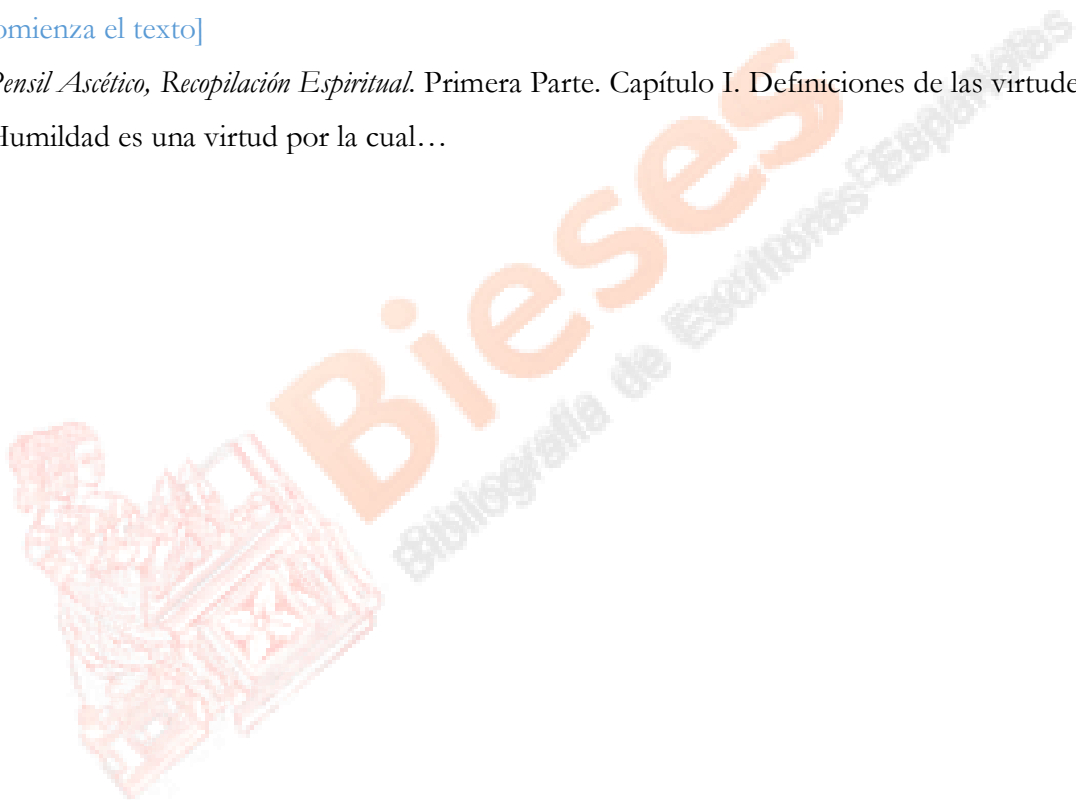 omienza el texto]
Pensil Ascético, Recopilación Espiritual. Primera Parte. Capítulo I. Definiciones de las virtude
Humildad es una virtud por la cual…
Bieses
Bibliografía de Escritoras Españolas